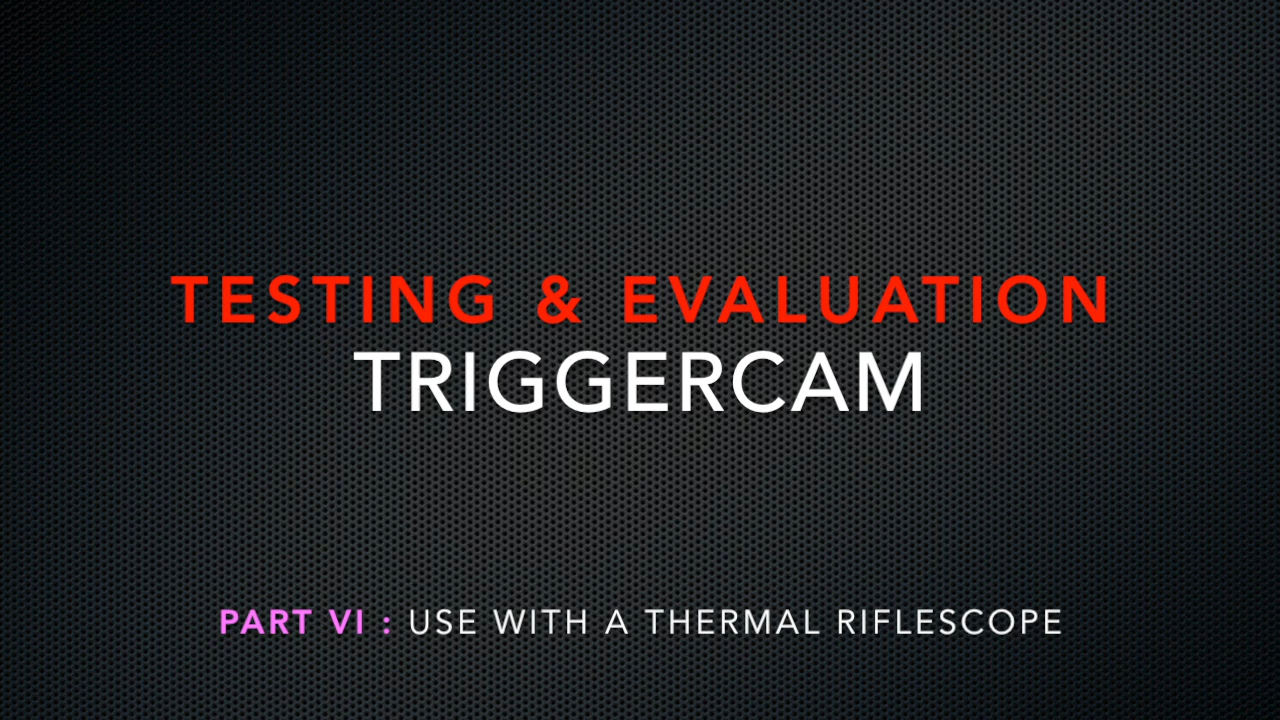 TESTING & EVALUATION
TRIGGERCAM
PART VI : USE WITH A THERMAL RIFLESCOPE